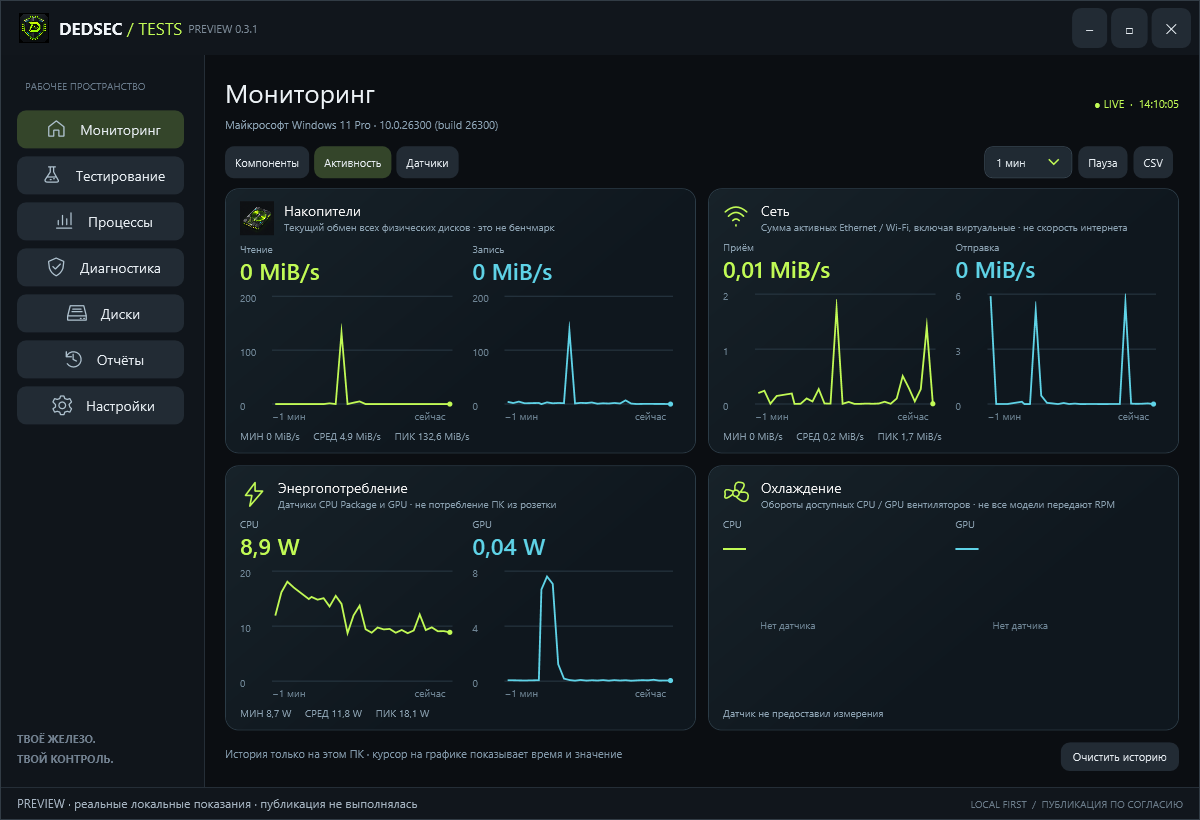 DEDSEC / TESTS PREVIEW 0.3.1
РАБОЧЕЕ ПРОСТРАНСТВО
Мониторинг
Тестирование
Процессы
Диагностика
Диски
Отчёты
Настройки
ТВОЁ ЖЕЛЕЗО.
ТВОЙ КОНТРОЛЬ.
Мониторинг
LIVE · 14:10:05
Майкрософт Windows 11 Pro · 10.0.26300 (build 26300)
Компоненты Активность Датчики
1 мин Пауза CSV
Накопители
Текущий обмен всех физических дисков · это не бенчмарк
Чтение Запись
0 MiB/s 0 MiB/s
200 200
100 100
0 0
−1 мин сейчас −1 мин сейчас
МИН 0 MiB/s СРЕД 4,9 MiB/s ПИК 132,6 MiB/s
Сеть
Сумма активных Ethernet / Wi-Fi, включая виртуальные · не скорость интернета
Приём Отправка
0,01 MiB/s 0 MiB/s
2 6
1 3
0 0
−1 мин сейчас −1 мин сейчас
МИН 0 MiB/s СРЕД 0,2 MiB/s ПИК 1,7 MiB/s
Энергопотребление
Датчики CPU Package и GPU · не потребление ПК из розетки
CPU GPU
8,9 W 0,04 W
20 8
10 4
0 0
−1 мин сейчас −1 мин сейчас
МИН 8,7 W СРЕД 11,8 W ПИК 18,1 W
Охлаждение
Обороты доступных CPU / GPU вентиляторов · не все модели передают RPM
CPU GPU
— —
Нет датчика Нет датчика
Датчик не предоставил измерения
История только на этом ПК · курсор на графике показывает время и значение
Очистить историю
PREVIEW · реальные локальные показания · публикация не выполнялась
LOCAL FIRST / ПУБЛИКАЦИЯ ПО СОГЛАСИЮ